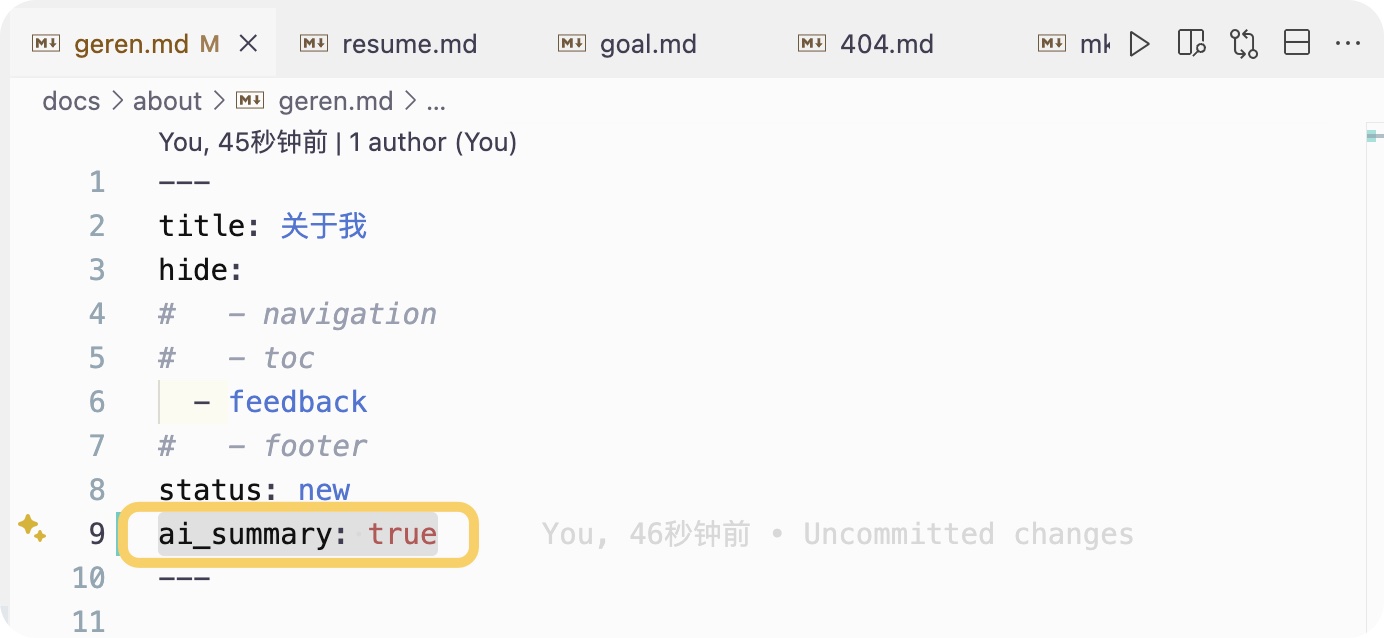 geren.md M resume.md goal.md 404.md mk
docs > about > geren.md > ...
You, 45秒钟前 | 1 author (You)
1 ---
2 title: 关于我
3 hide:
4 #   - navigation
5 #   - toc
6   - feedback
7 #   - footer
8 status: new
9 ai_summary: true You, 46秒钟前 • Uncommitted changes
10 ---
11